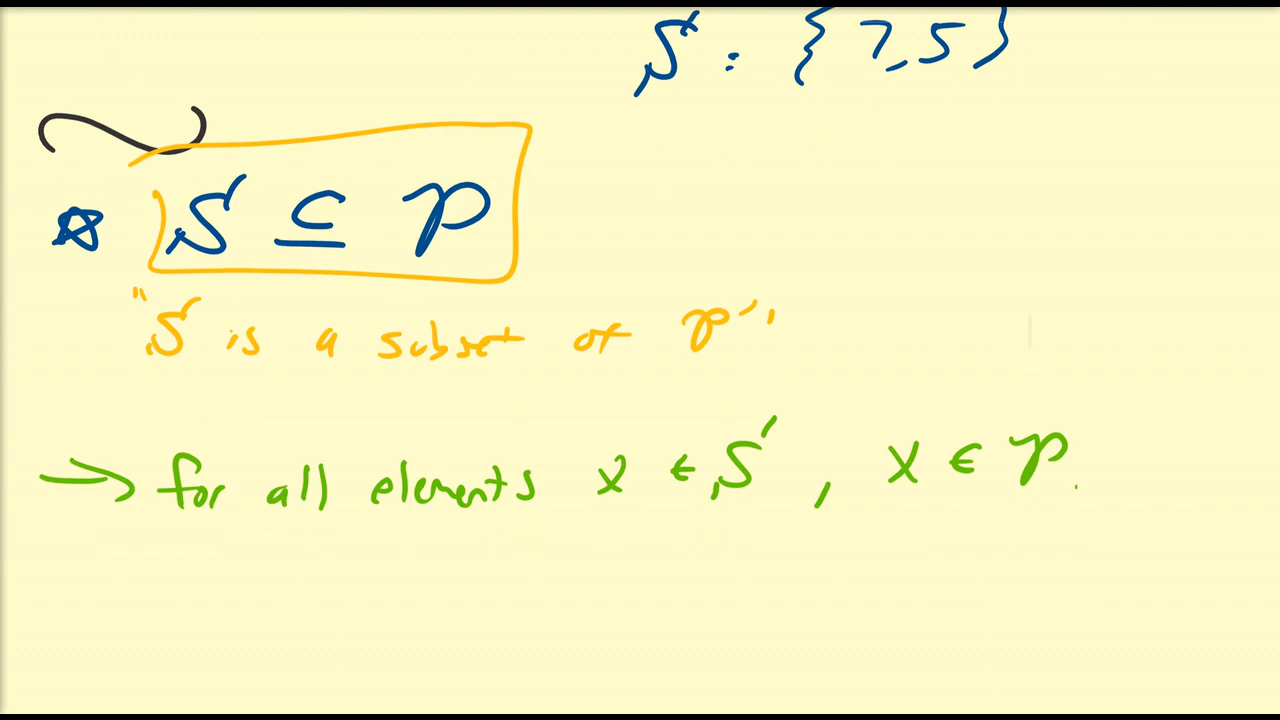 S : { 7, 5 }
☆ S ⊆ P
"S is a subset of P"
→ for all elements x ∈ S, x ∈ P.